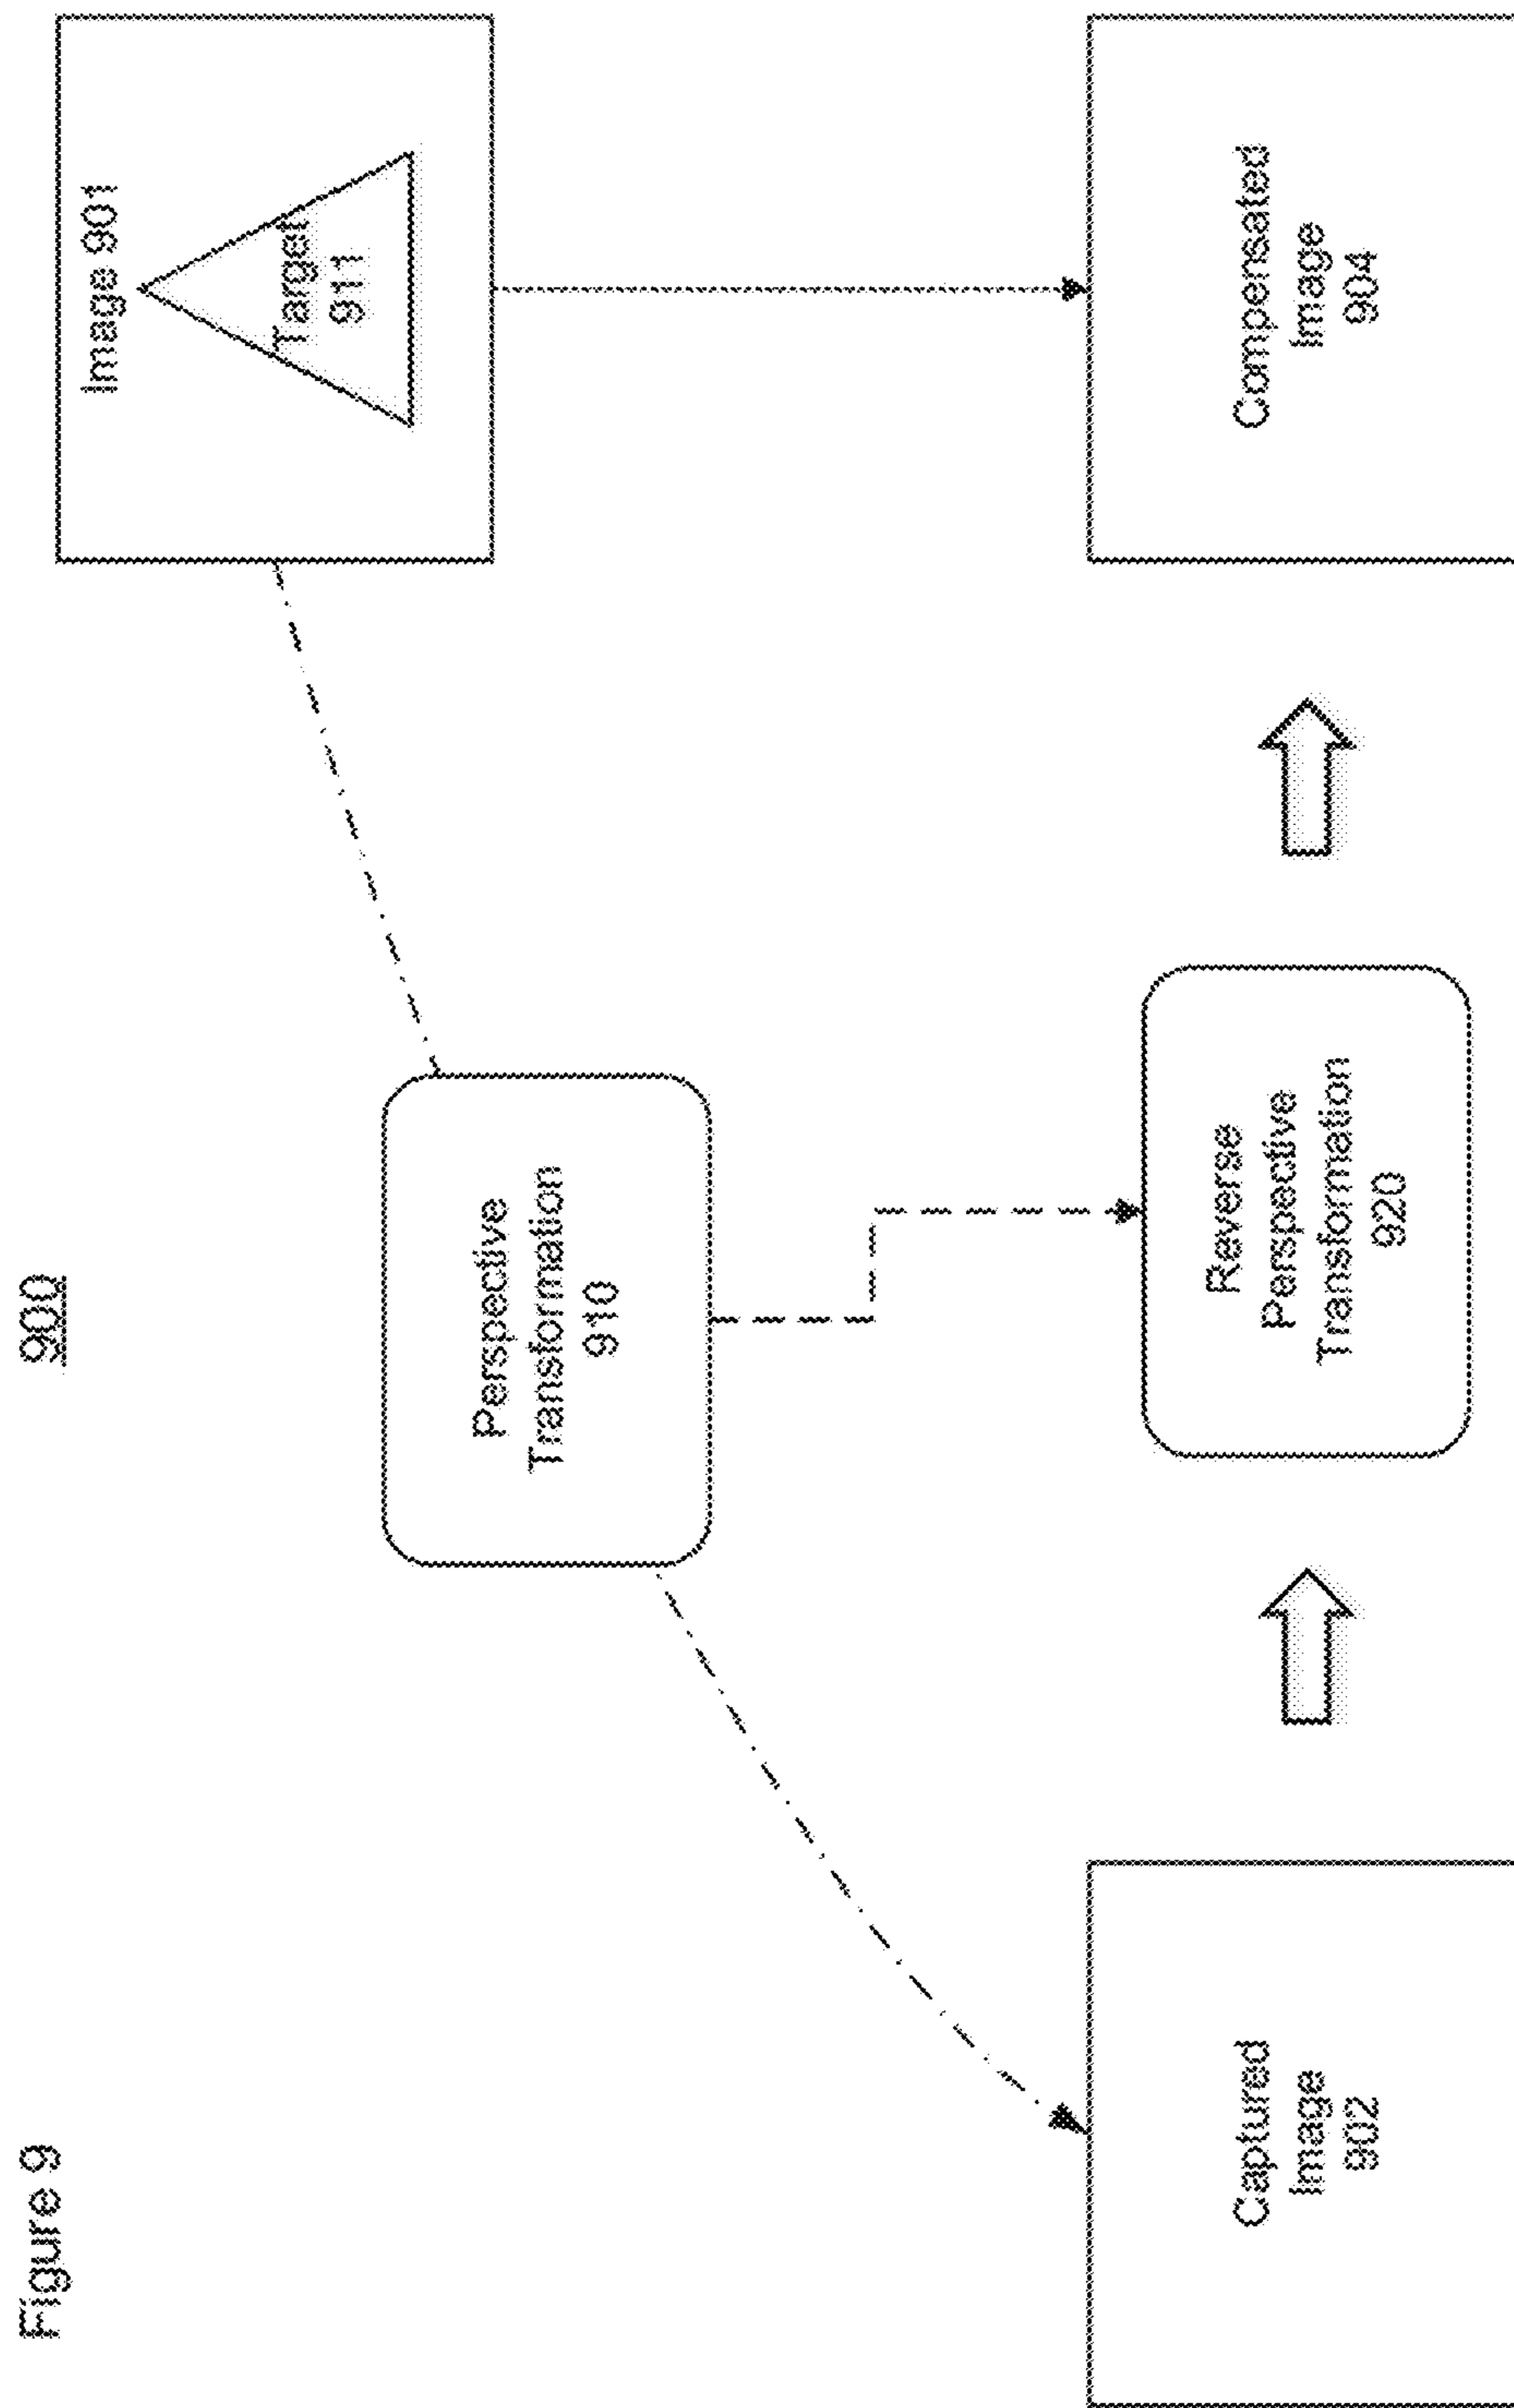 Figure 9
900
Image 901
Target
911
Perspective
Transformation
910
Captured
Image
902
Reverse
Perspective
Transformation
920
Compensated
Image
904